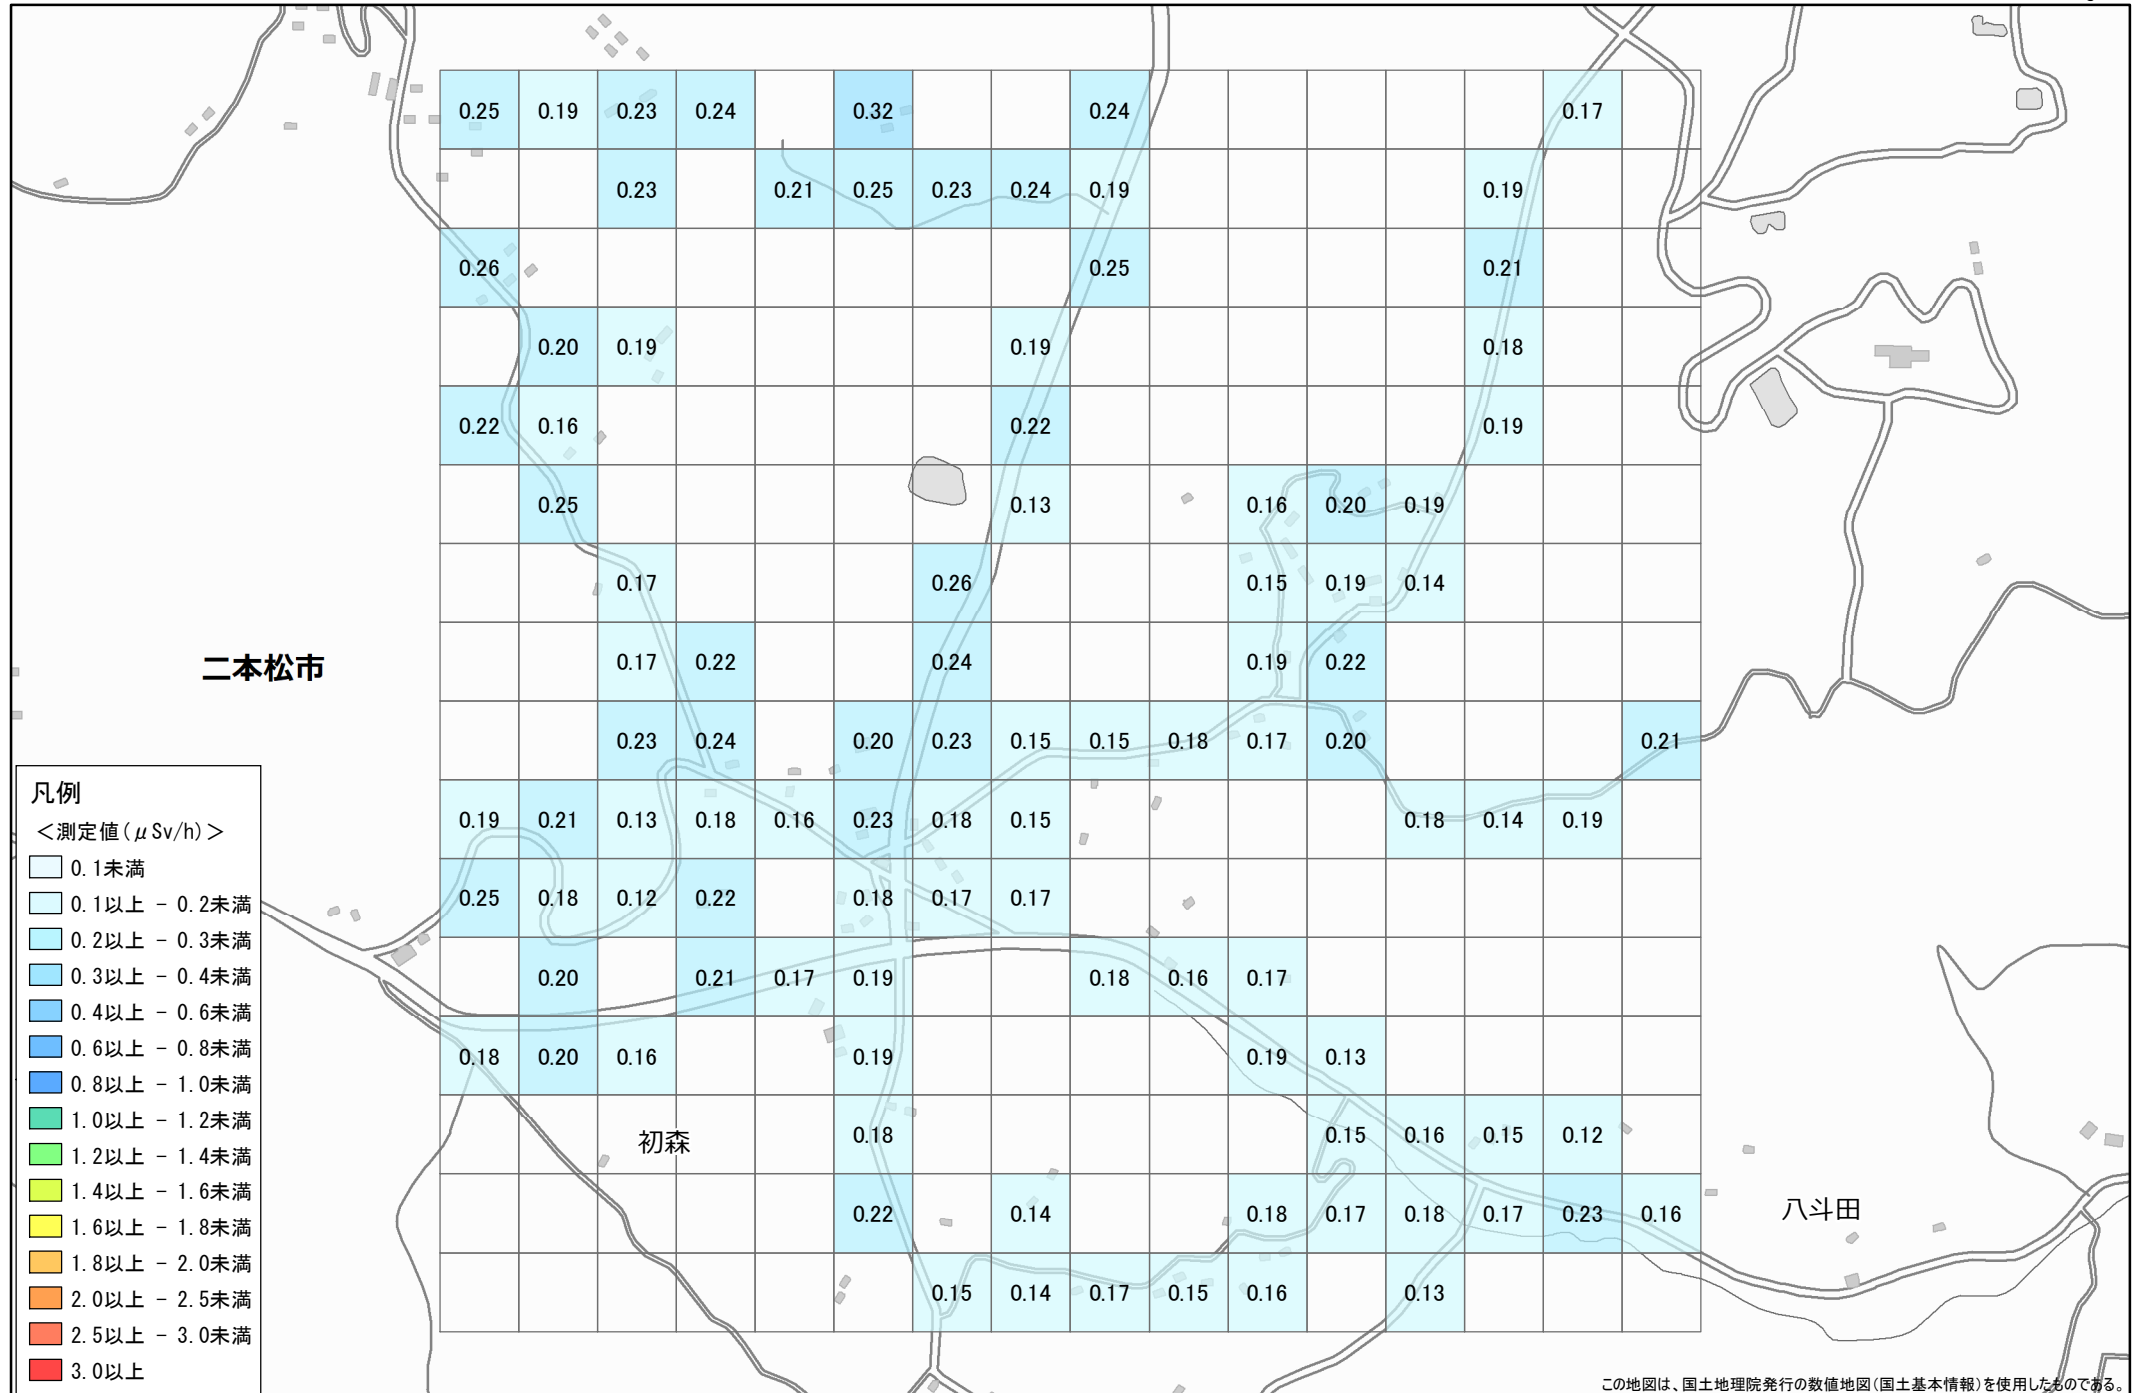 0.25 0.19 0.23 0.24 0.32 0.24 0.17
0.23 0.21 0.25 0.23 0.24 0.19 0.19
0.26 0.25 0.21
0.20 0.19 0.19 0.18
0.22 0.16 0.22 0.19
0.25 0.13 0.16 0.20 0.19
0.17 0.26 0.15 0.19 0.14
0.17 0.22 0.24 0.19 0.22
二本松市
0.23 0.24 0.20 0.23 0.15 0.15 0.18 0.17 0.20 0.21
0.19 0.21 0.13 0.18 0.16 0.23 0.18 0.15 0.18 0.14 0.19
0.25 0.18 0.12 0.22 0.18 0.17 0.17
0.20 0.21 0.17 0.19 0.18 0.16 0.17
0.18 0.20 0.16 0.19 0.19 0.13
初森
0.18 0.15 0.16 0.15 0.12
0.22 0.14 0.18 0.17 0.18 0.17 0.23 0.16
八斗田
0.15 0.14 0.17 0.15 0.16 0.13
凡例
＜測定値(μSv/h)＞
0.1未満
0.1以上 － 0.2未満
0.2以上 － 0.3未満
0.3以上 － 0.4未満
0.4以上 － 0.6未満
0.6以上 － 0.8未満
0.8以上 － 1.0未満
1.0以上 － 1.2未満
1.2以上 － 1.4未満
1.4以上 － 1.6未満
1.6以上 － 1.8未満
1.8以上 － 2.0未満
2.0以上 － 2.5未満
2.5以上 － 3.0未満
3.0以上
この地図は、国土地理院発行の数値地図(国土基本情報)を使用したものである。